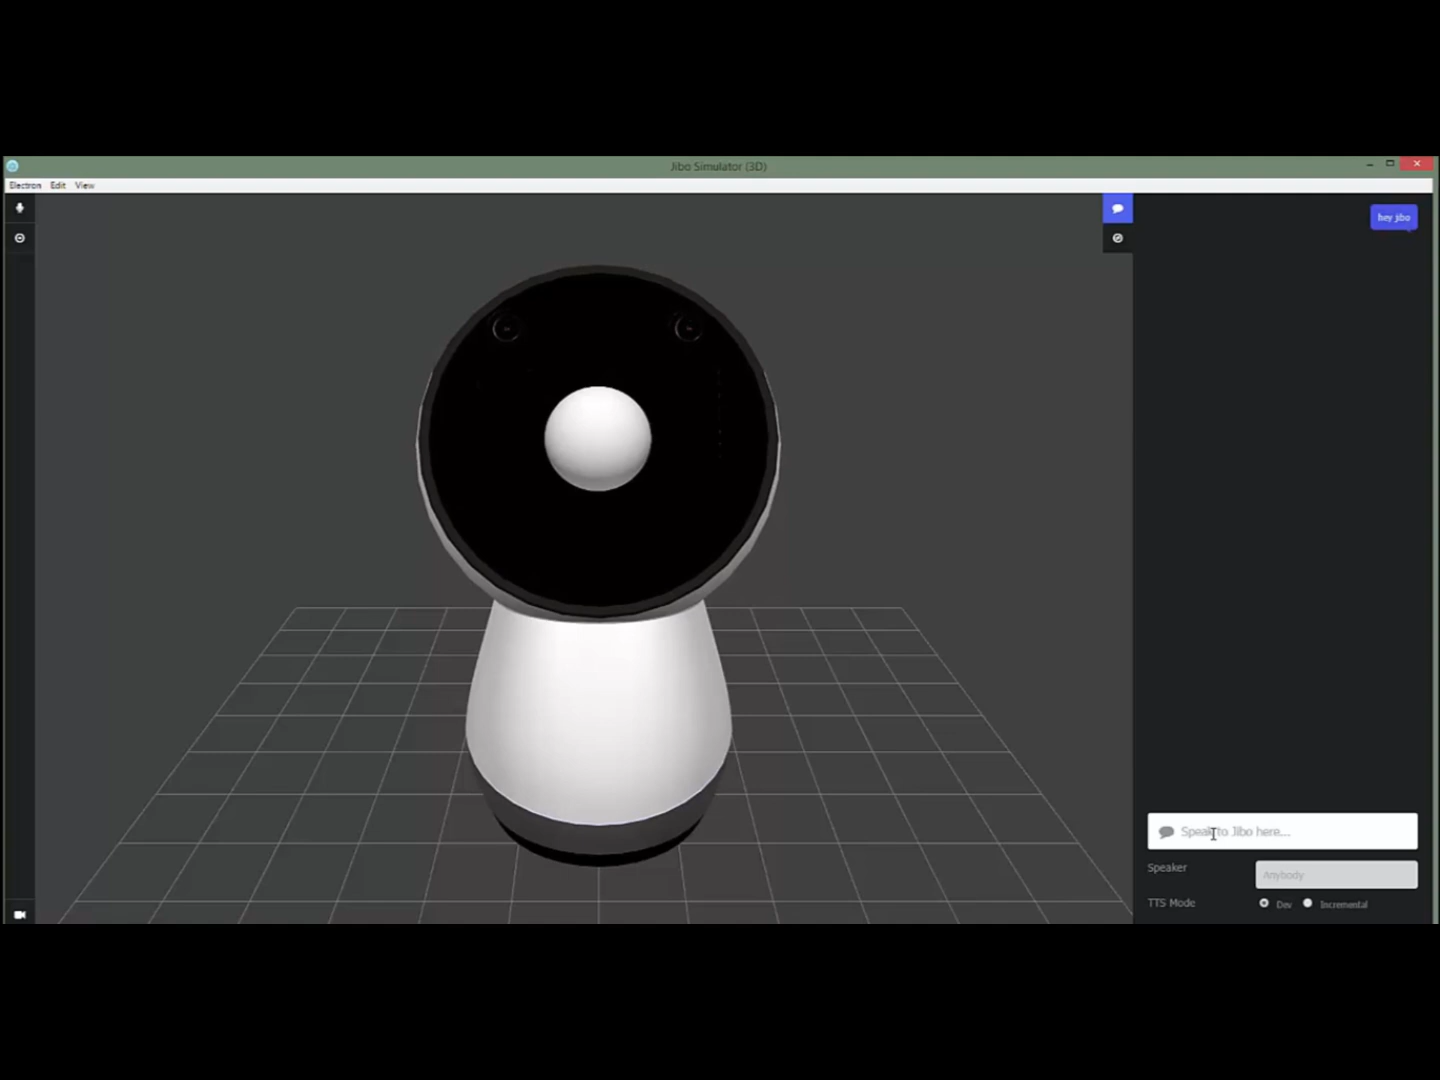 Jibo Simulator (3D)
Electron Edit View
hey jibo
Speak to Jibo here...
Speaker
Anybody
TTS Mode
Dev Incremental